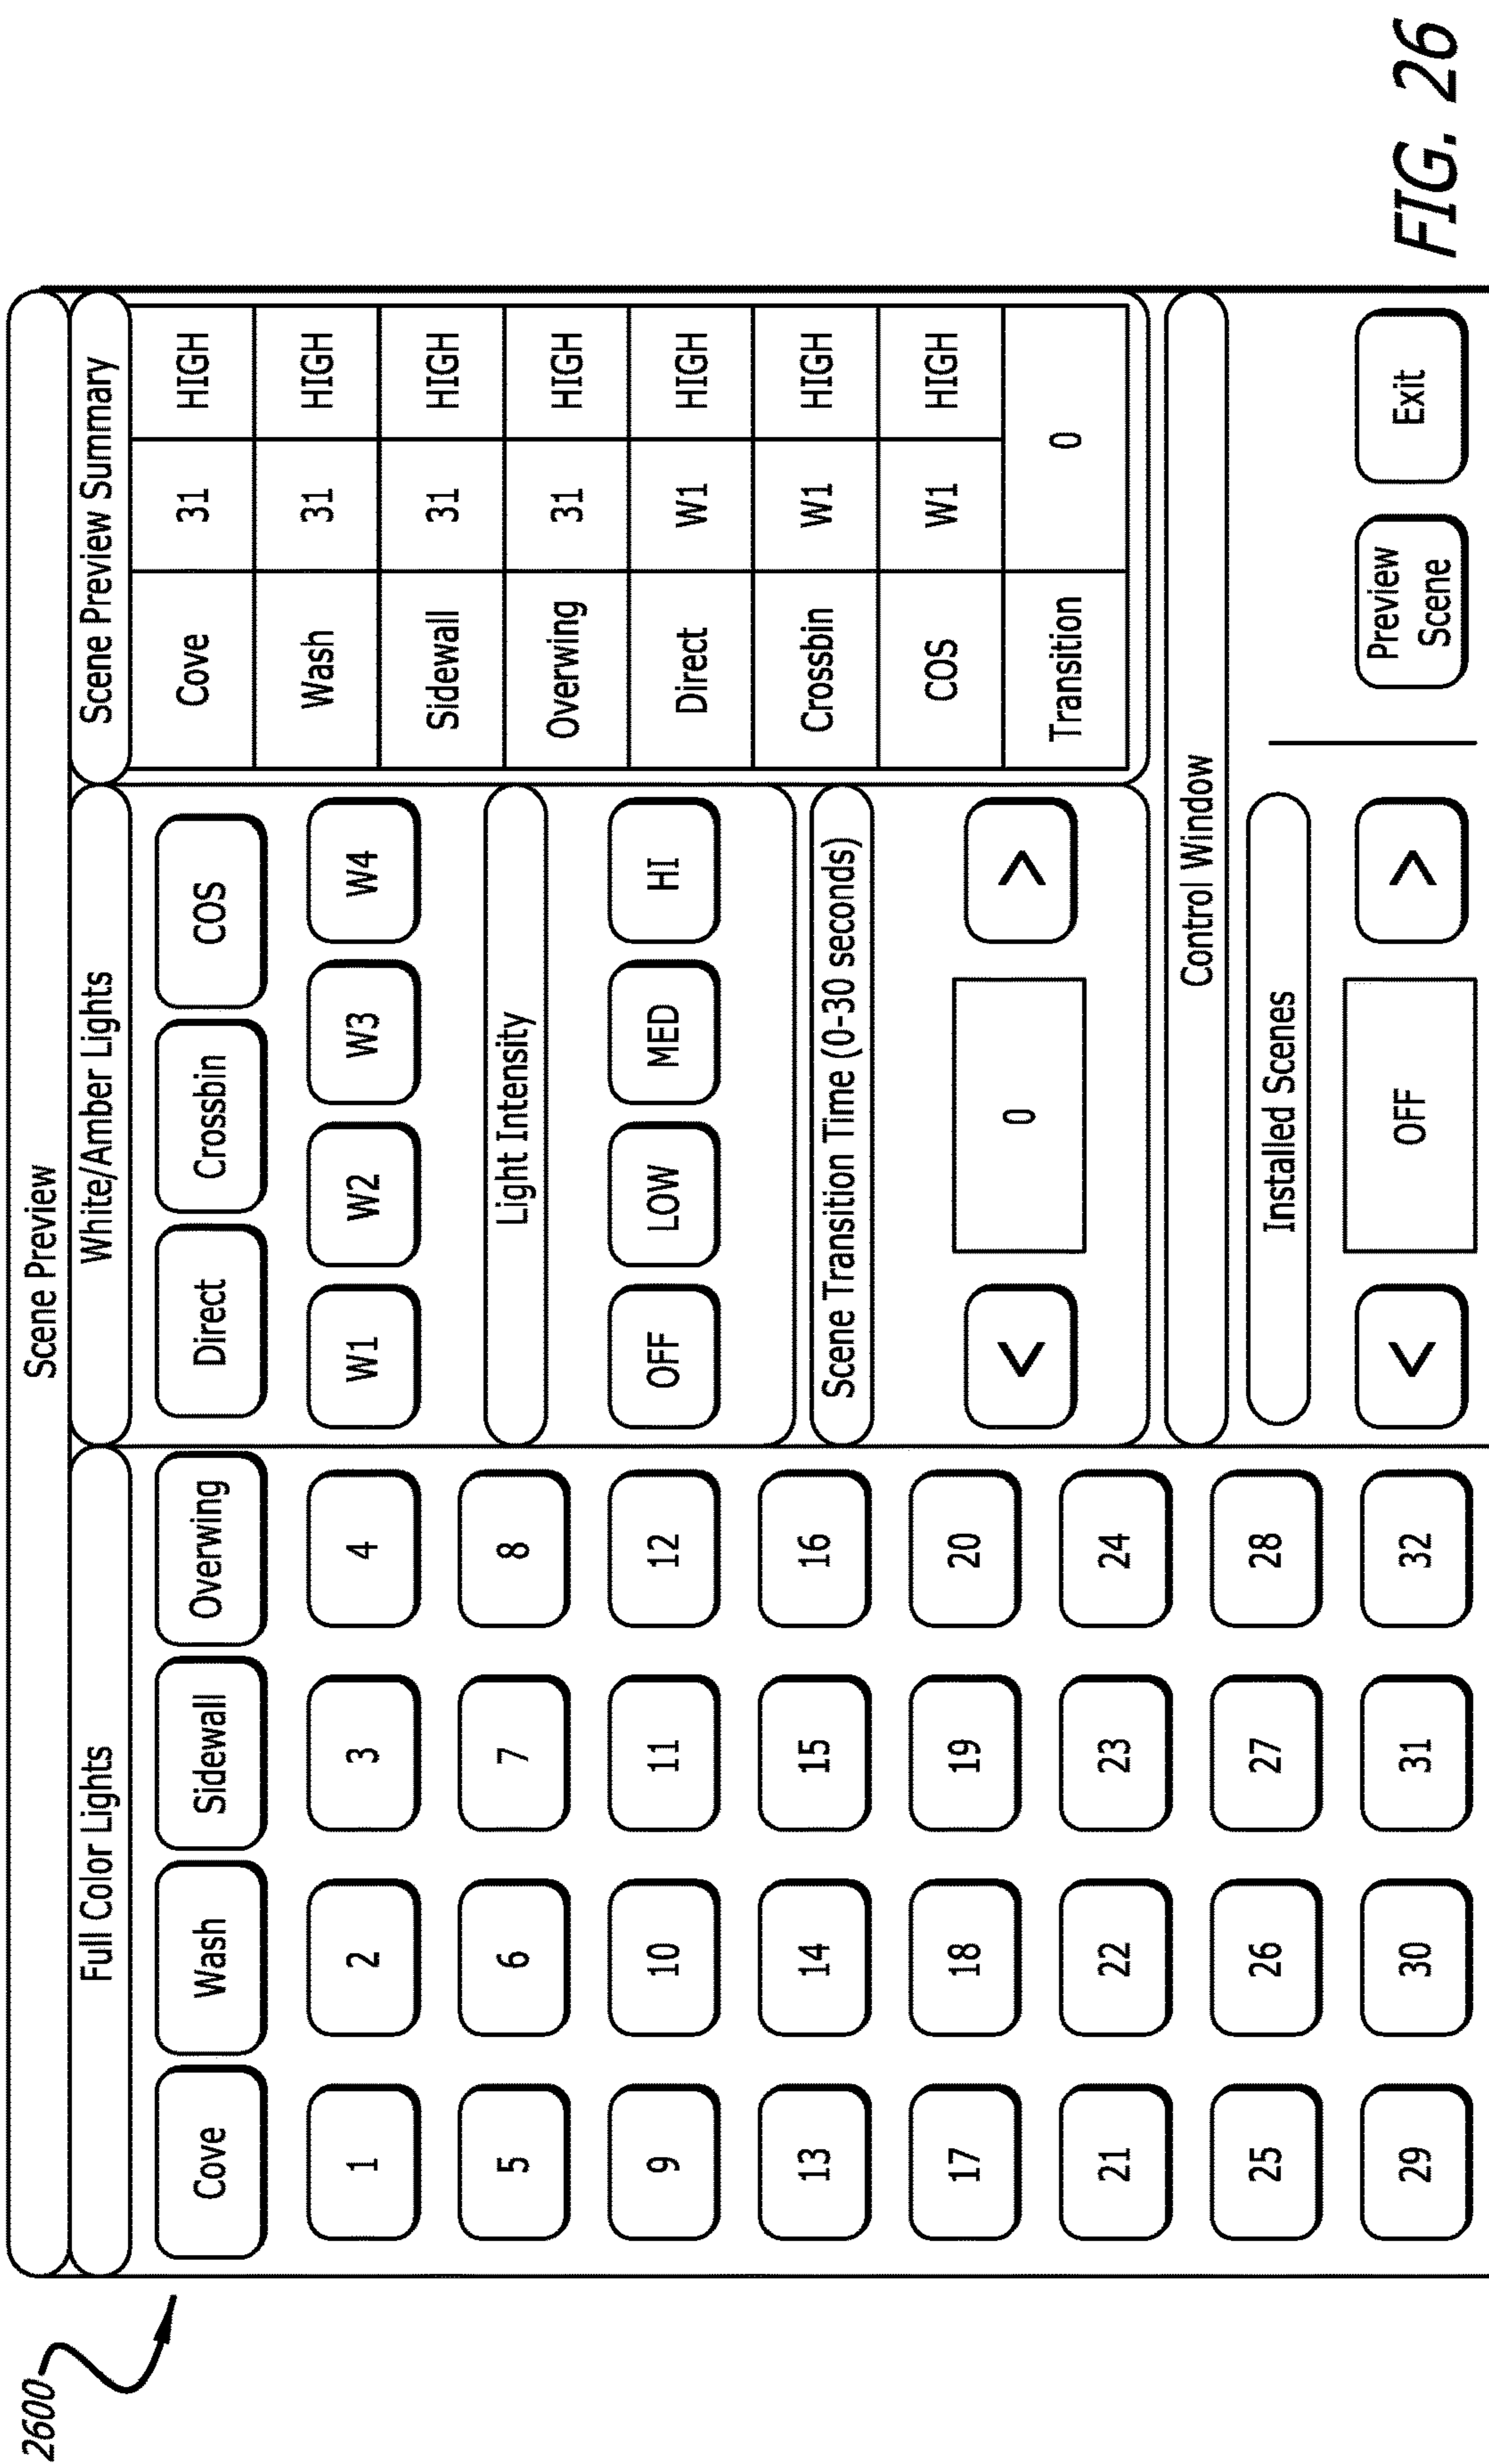 2600
Scene Preview
Full Color Lights
Cove Wash Sidewall Overwing
1 2 3 4
5 6 7 8
9 10 11 12
13 14 15 16
17 18 19 20
21 22 23 24
25 26 27 28
29 30 31 32
White/Amber Lights
Direct Crossbin COS
W1 W2 W3 W4
Light Intensity
OFF LOW MED HI
Scene Transition Time (0-30 seconds)
< 0 >
Scene Preview Summary
Cove 31 HIGH
Wash 31 HIGH
Sidewall 31 HIGH
Overwing 31 HIGH
Direct W1 HIGH
Crossbin W1 HIGH
COS W1 HIGH
Transition 0
Control Window
Installed Scenes
< OFF >
Preview
Scene
Exit
FIG. 26